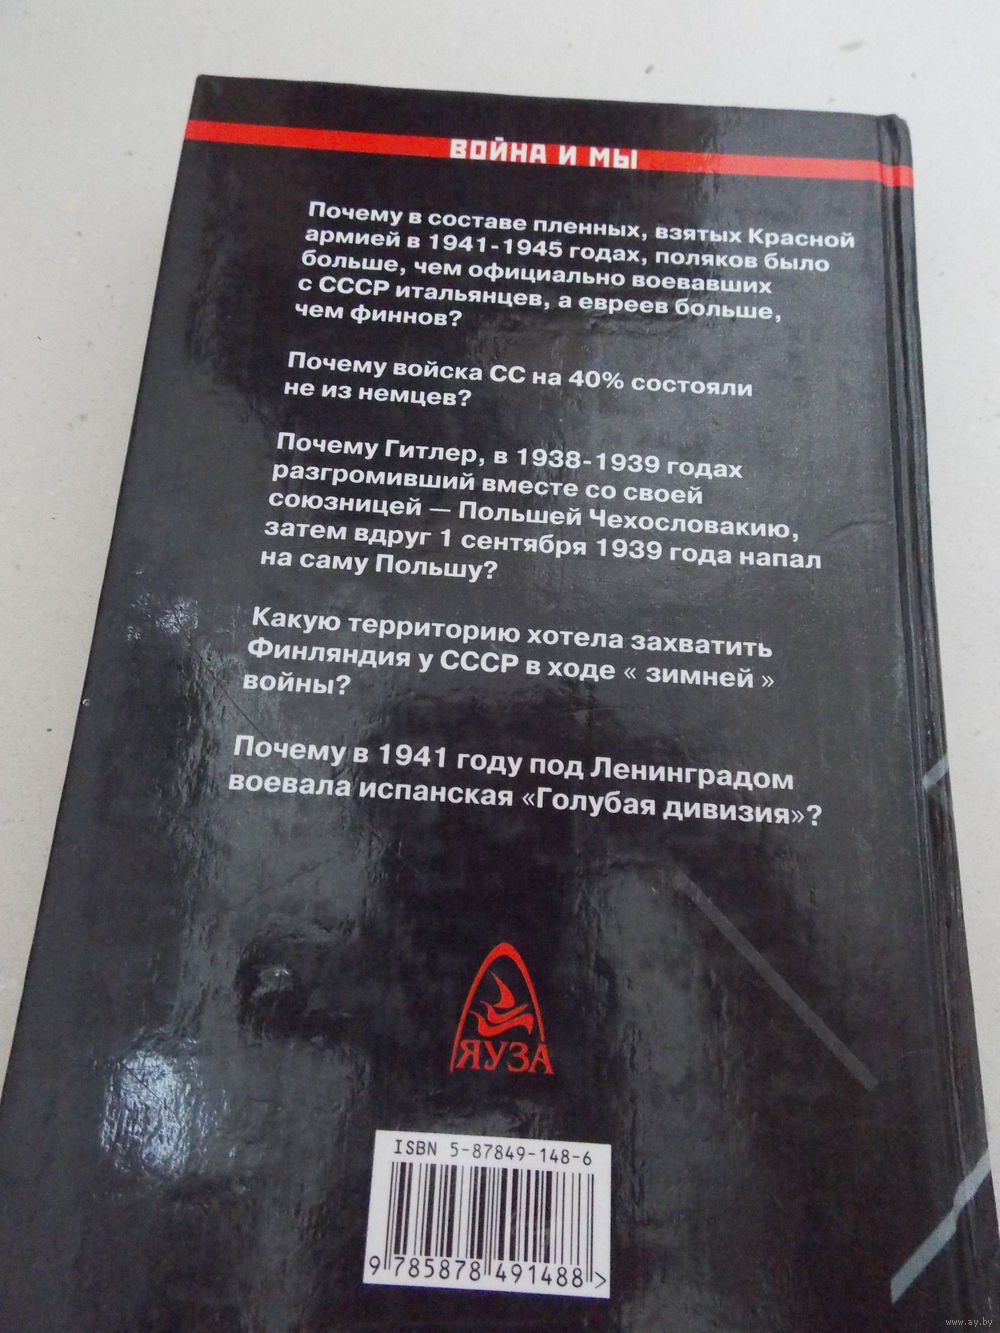 ВОЙНА И МЫ
Почему в составе пленных, взятых Красной
армией в 1941-1945 годах, поляков было
больше, чем официально воевавших
с СССР итальянцев, а евреев больше,
чем финнов?
Почему войска СС на 40% состояли
не из немцев?
Почему Гитлер, в 1938-1939 годах
разгромивший вместе со своей
союзницей — Польшей Чехословакию,
затем вдруг 1 сентября 1939 года напал
на саму Польшу?
Какую территорию хотела захватить
Финляндия у СССР в ходе « зимней »
войны?
Почему в 1941 году под Ленинградом
воевала испанская «Голубая дивизия»?
ЯУЗА
ISBN 5-87849-148-6
9 785878 491488 >
www.ay.by